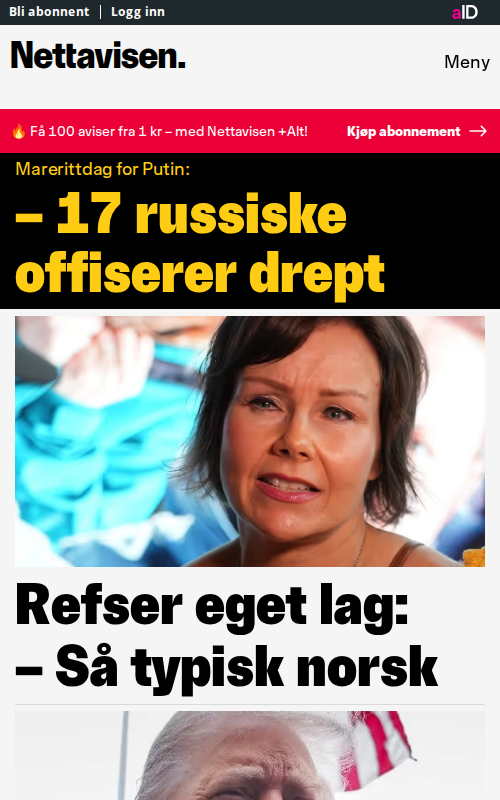 Bli abonnent | Logg inn
aID
Nettavisen.
Meny
🔥 Få 100 aviser fra 1 kr – med Nettavisen +Alt!
Kjøp abonnement →
Marerittdag for Putin:
– 17 russiske
offiserer drept
Refser eget lag:
– Så typisk norsk